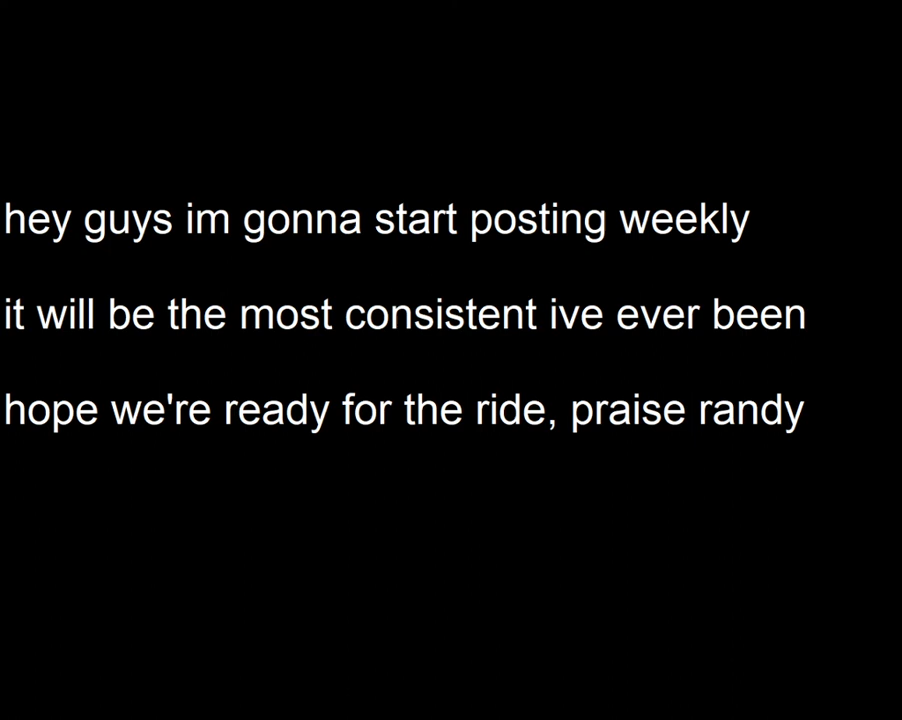 hey guys im gonna start posting weekly
it will be the most consistent ive ever been
hope we're ready for the ride, praise randy